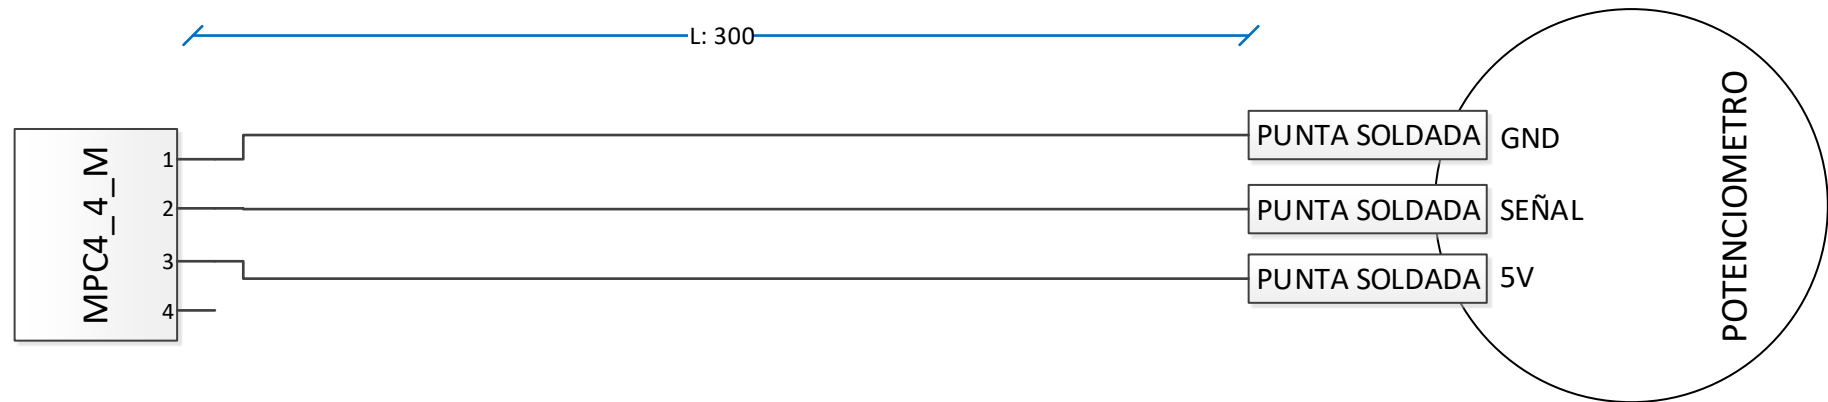 L: 300
MPC4_4_M
1
2
3
4
PUNTA SOLDADA GND
PUNTA SOLDADA SEÑAL
PUNTA SOLDADA 5V
POTENCIOMETRO